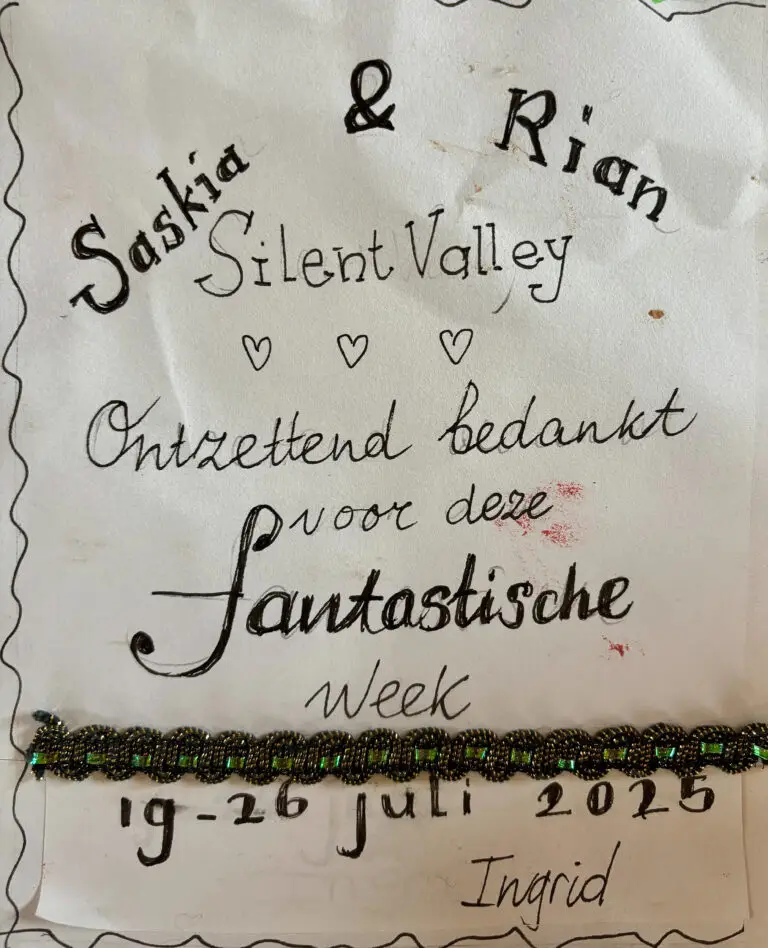 Saskia & Rian
Silent Valley
Ontzettend bedankt
voor deze
fantastische
week
19-26 juli 2025
Ingrid